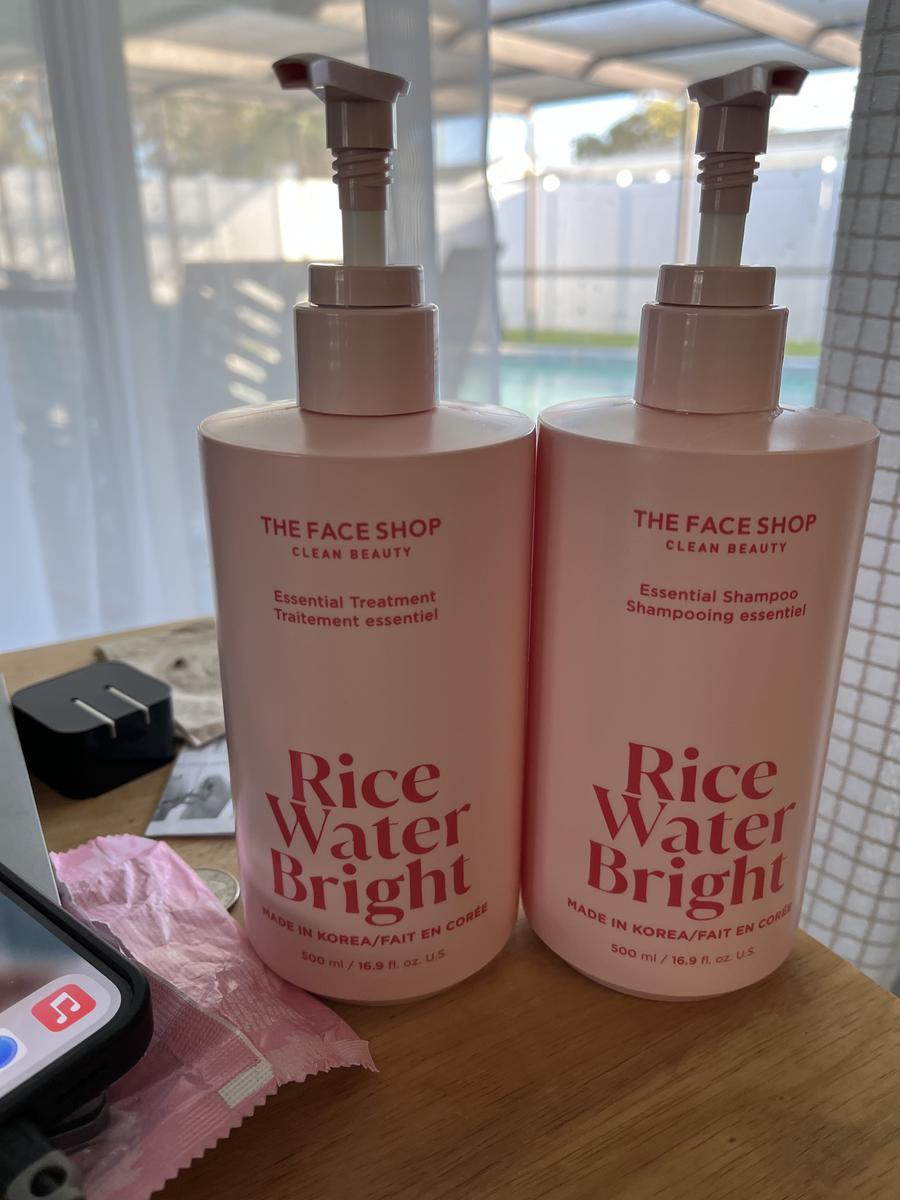 THE FACE SHOP
CLEAN BEAUTY
Essential Treatment
Traitement essentiel
Rice
Water
Bright
MADE IN KOREA/FAIT EN CORÉE
500 ml / 16.9 fl. oz. U.S.
THE FACE SHOP
CLEAN BEAUTY
Essential Shampoo
Shampooing essentiel
Rice
Water
Bright
MADE IN KOREA/FAIT EN CORÉE
500 ml / 16.9 fl. oz. U.S.